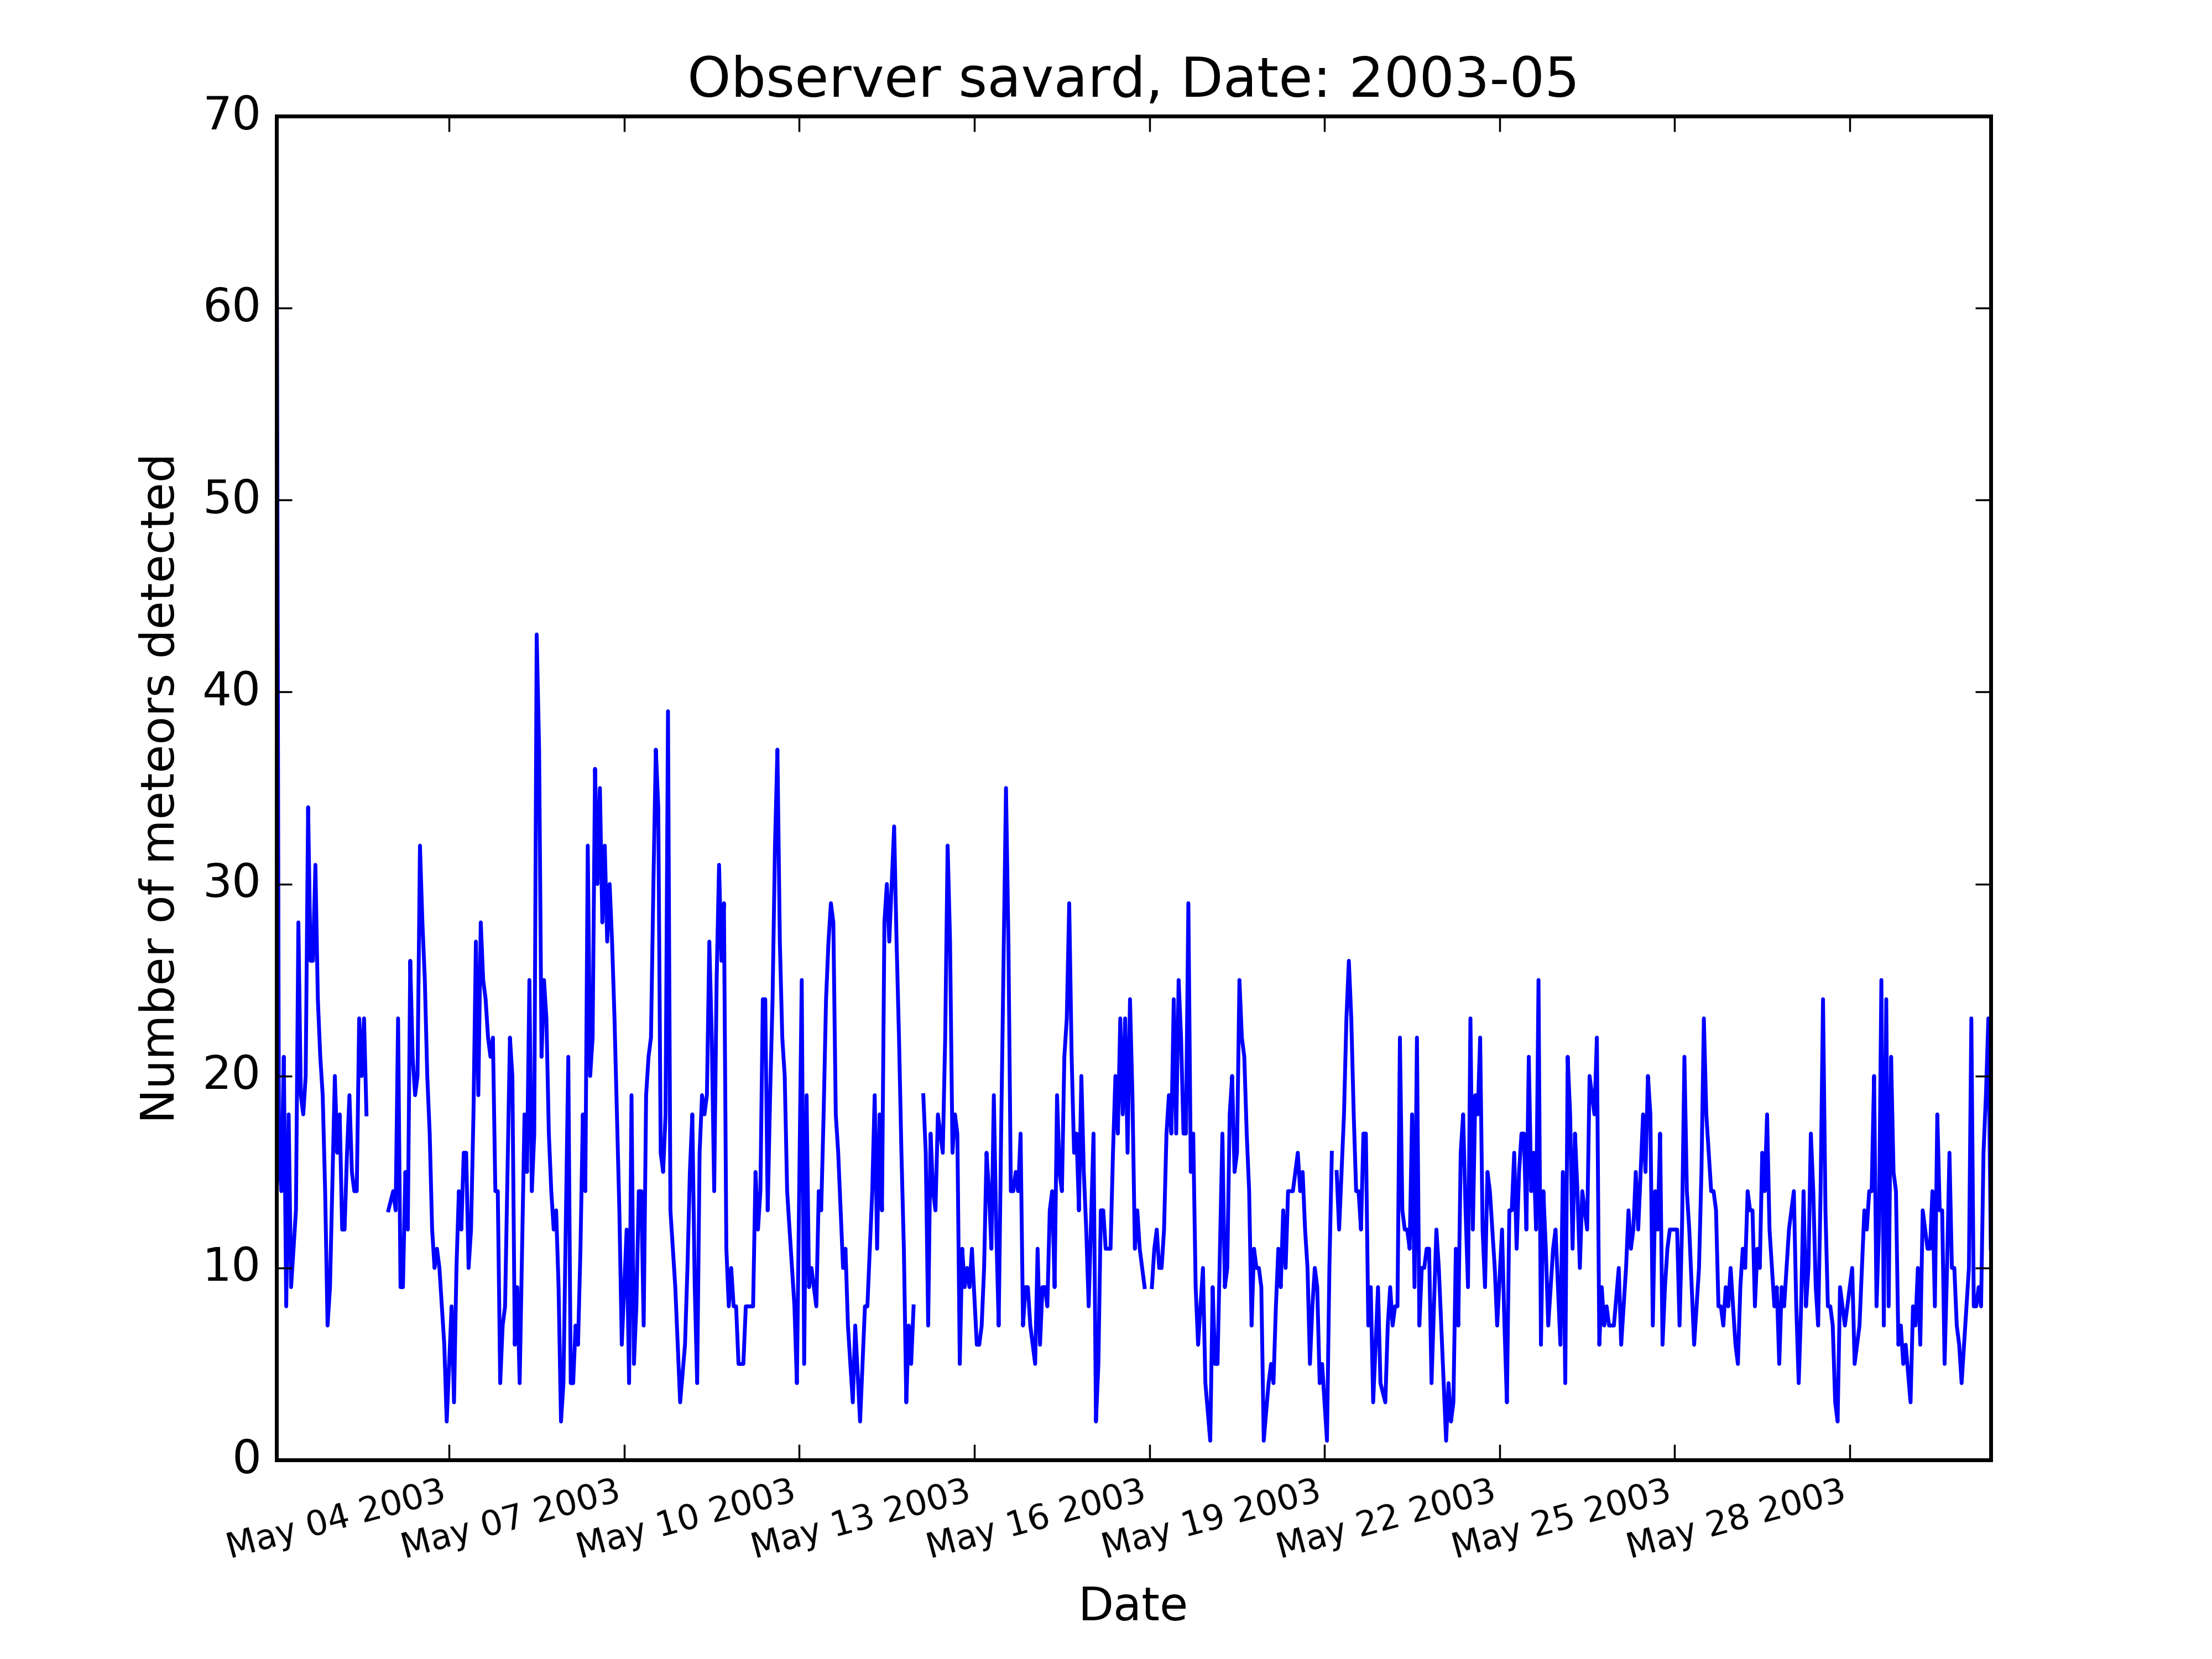 Observer savard, Date: 2003-05
70
60
50
40
30
20
10
0
Number of meteors detected
May 04 2003
May 07 2003
May 10 2003
May 13 2003
May 16 2003
May 19 2003
May 22 2003
May 25 2003
May 28 2003
Date